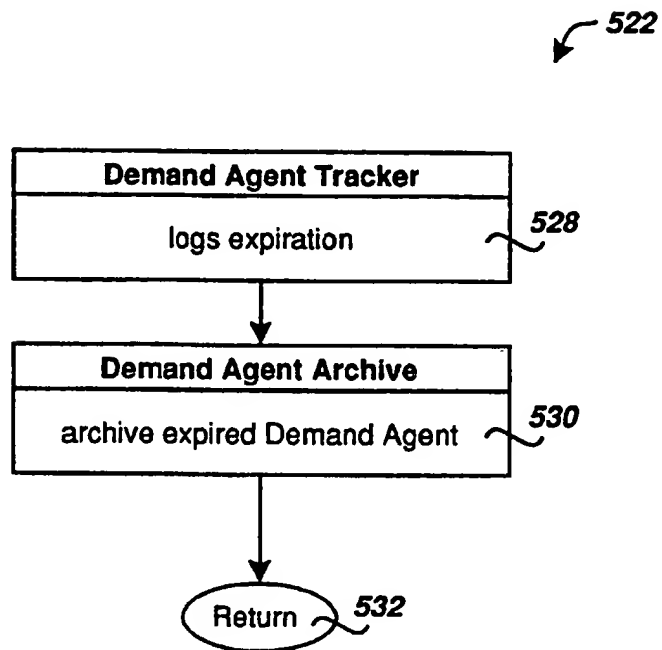 522
Demand Agent Tracker
logs expiration
528
Demand Agent Archive
archive expired Demand Agent
530
Return
532